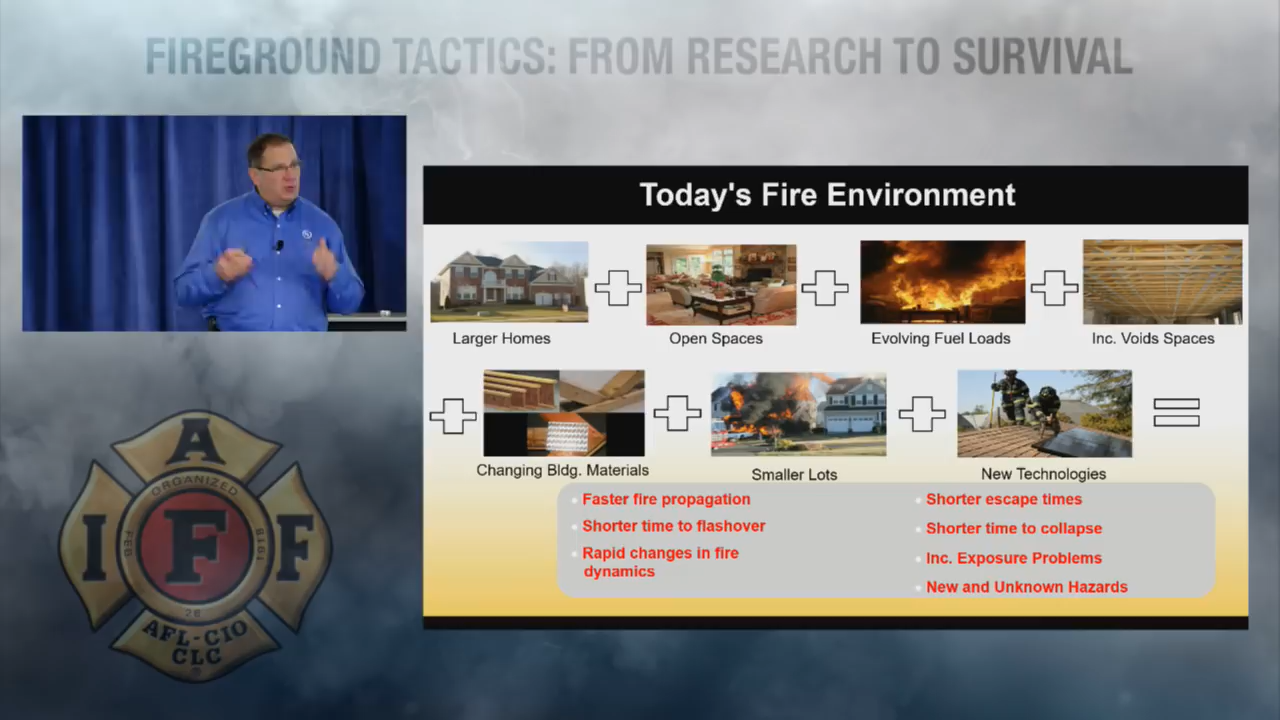 FIREGROUND TACTICS: FROM RESEARCH TO SURVIVAL
Today's Fire Environment
Larger Homes
Open Spaces
Evolving Fuel Loads
Inc. Voids Spaces
Changing Bldg. Materials
Smaller Lots
New Technologies
Faster fire propagation
Shorter time to flashover
Rapid changes in fire
dynamics
Shorter escape times
Shorter time to collapse
Inc. Exposure Problems
New and Unknown Hazards
A
ORGANIZED
I
F
F
FEB
1918
28
AFL-CIO
CLC